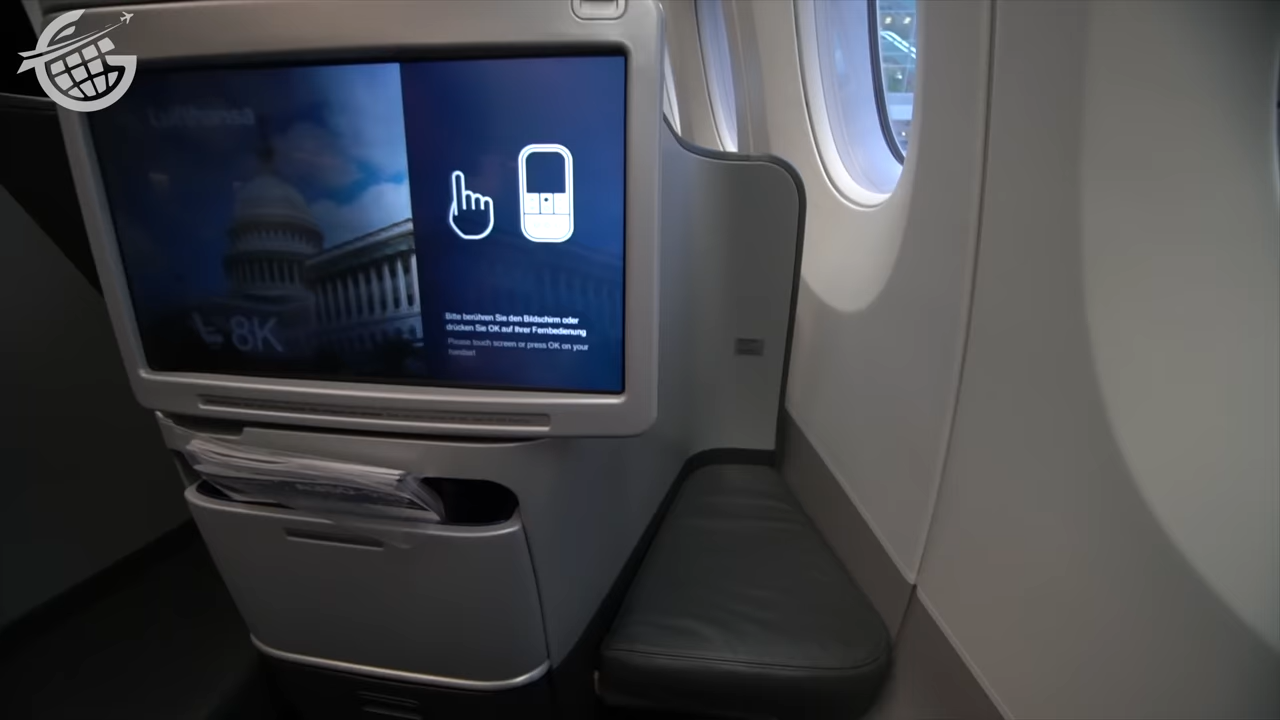 Lufthansa
8K
Bitte berühren Sie den Bildschirm oder
drücken Sie OK auf Ihrer Fernbedienung
Please touch screen or press OK on your
handset